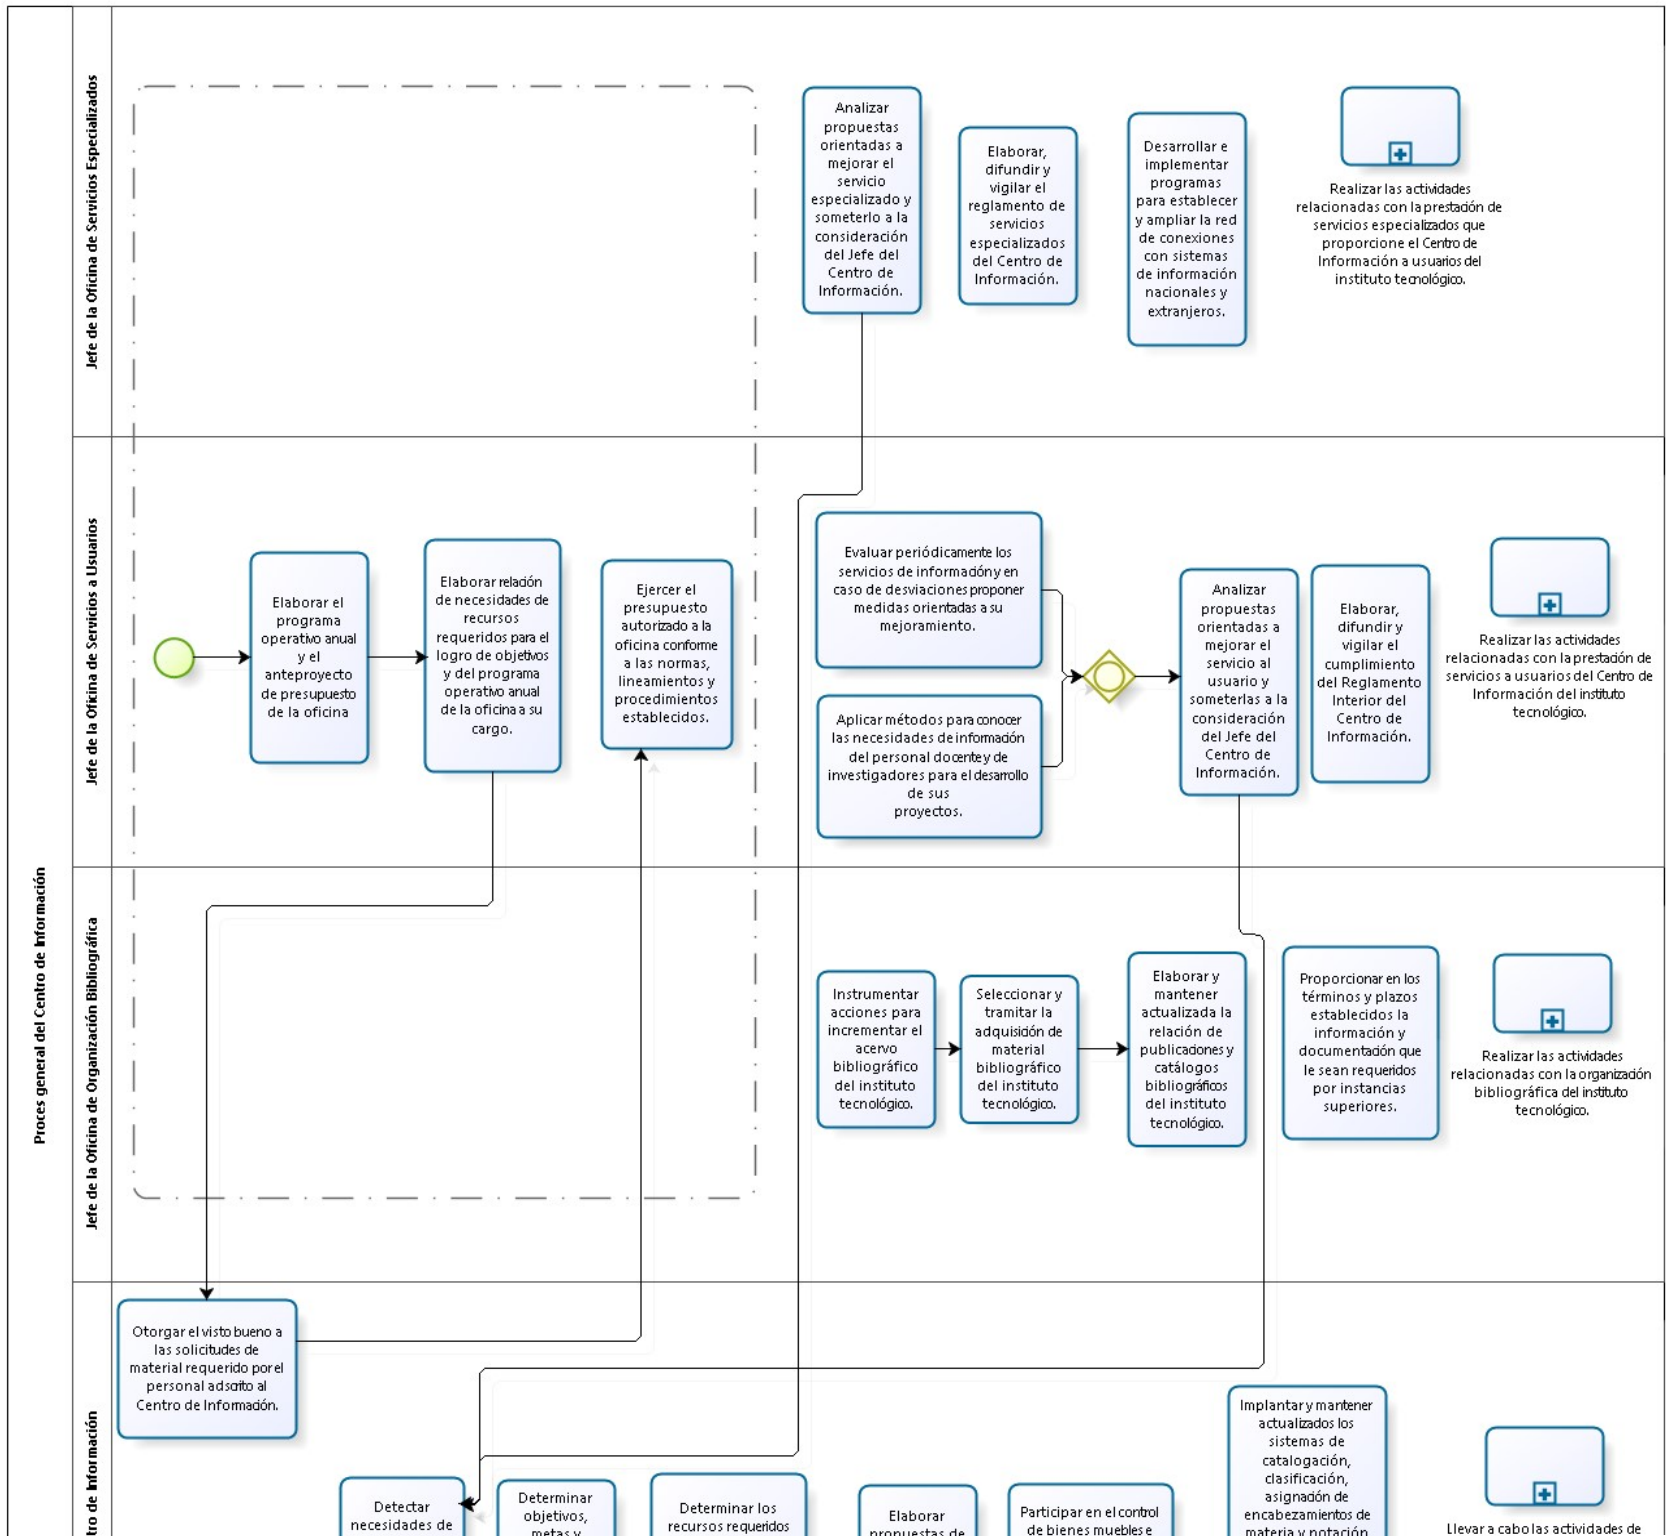 Proces general del Centro de Información
Jefe de la Oficina de Servicios Especializados
Analizar
propuestas
orientadas a
mejorar el
servicio
especializado y
someterlo a la
consideración
del Jefe del
Centro de
Información.
Elaborar,
difundir y
vigilar el
reglamento de
servicios
especializados
del Centro de
Información.
Desarrollar e
implementar
programas
para establecer
y ampliar la red
de conexiones
con sistemas
de información
nacionales y
extranjeros.
Realizar las actividades
relacionadas con la prestación de
servicios especializados que
proporcione el Centro de
Información a usuarios del
instituto tecnológico.
Jefe de la Oficina de Servicios a Usuarios
Elaborar el
programa
operativo anual
y el
anteproyecto
de presupuesto
de la oficina
Elaborar relación
de necesidades de
recursos
requeridos para el
logro de objetivos
y del programa
operativo anual
de la oficina a su
cargo.
Ejercer el
presupuesto
autorizado a la
oficina conforme
a las normas,
lineamientos y
procedimientos
establecidos.
Evaluar periódicamente los
servicios de información y en
caso de desviaciones proponer
medidas orientadas a su
mejoramiento.
Aplicar métodos para conocer
las necesidades de información
del personal docente y de
investigadores para el desarrollo
de sus
proyectos.
Analizar
propuestas
orientadas a
mejorar el
servicio al
usuario y
someterlas a la
consideración
del Jefe del
Centro de
Información.
Elaborar,
difundir y
vigilar el
cumplimiento
del Reglamento
Interior del
Centro de
Información.
Realizar las actividades
relacionadas con la prestación de
servicios a usuarios del Centro de
Información del instituto
tecnológico.
Jefe de la Oficina de Organización Bibliográfica
Instrumentar
acciones para
incrementar el
acervo
bibliográfico
del instituto
tecnológico.
Seleccionar y
tramitar la
adquisición de
material
bibliográfico
del instituto
tecnológico.
Elaborar y
mantener
actualizada la
relación de
publicaciones y
catálogos
bibliográficos
del instituto
tecnológico.
Proporcionar en los
términos y plazos
establecidos la
información y
documentación que
le sean requeridos
por instancias
superiores.
Realizar las actividades
relacionadas con la organización
bibliográfica del instituto
tecnológico.
tro de Información
Otorgar el visto bueno a
las solicitudes de
material requerido por el
personal adscrito al
Centro de Información.
Detectar
necesidades de
Determinar
objetivos,
metas y
Determinar los
recursos requeridos
Elaborar
propuestas de
Participar en el control
de bienes muebles e
Implantar y mantener
actualizados los
sistemas de
catalogación,
clasificación,
asignación de
encabezamientos de
materia y notación
Llevar a cabo las actividades de